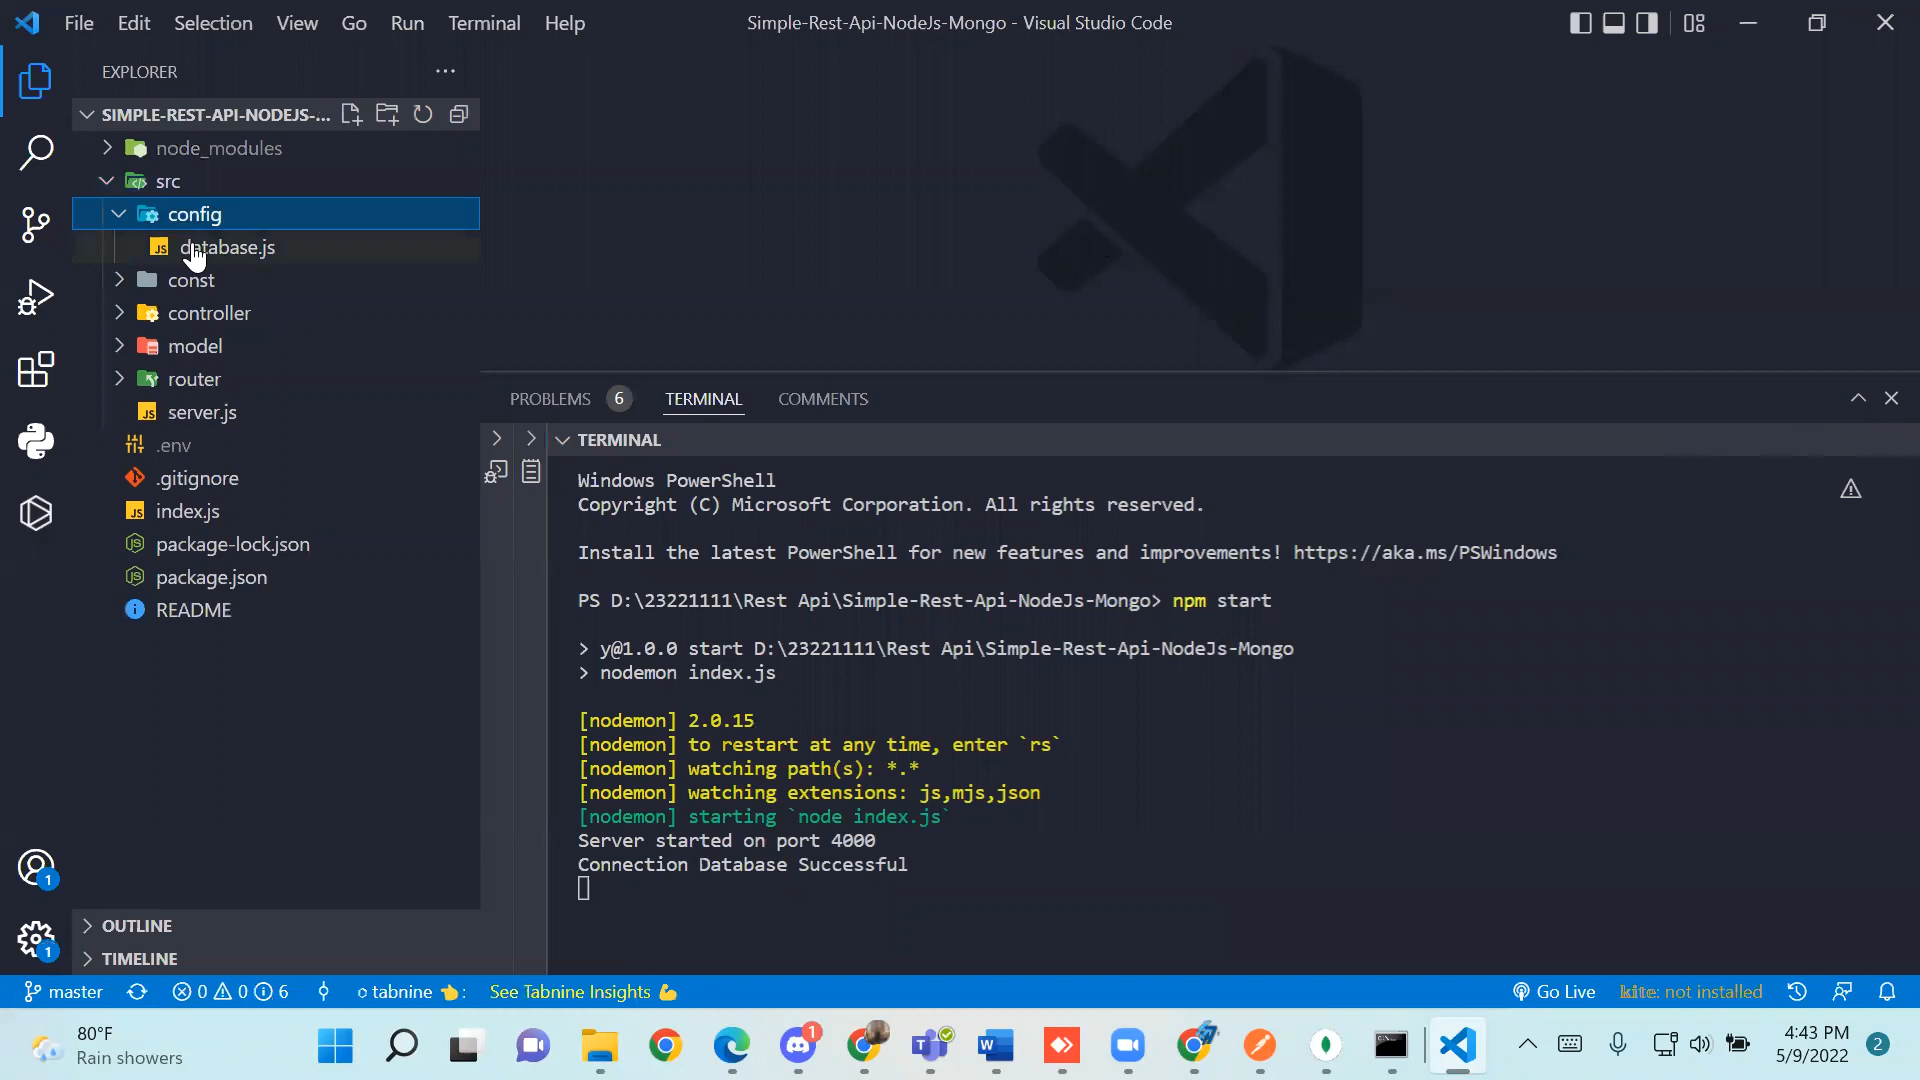 File Edit Selection View Go Run Terminal Help
Simple-Rest-Api-NodeJs-Mongo - Visual Studio Code
EXPLORER
SIMPLE-REST-API-NODEJS-...
node_modules
src
config
JS database.js
const
controller
model
router
JS server.js
.env
.gitignore
JS index.js
package-lock.json
package.json
README
OUTLINE
TIMELINE
PROBLEMS 6 TERMINAL COMMENTS
TERMINAL
Windows PowerShell
Copyright (C) Microsoft Corporation. All rights reserved.
Install the latest PowerShell for new features and improvements! https://aka.ms/PSWindows
PS D:\23221111\Rest Api\Simple-Rest-Api-NodeJs-Mongo> npm start
> y@1.0.0 start D:\23221111\Rest Api\Simple-Rest-Api-NodeJs-Mongo
> nodemon index.js
[nodemon] 2.0.15
[nodemon] to restart at any time, enter `rs`
[nodemon] watching path(s): *.*
[nodemon] watching extensions: js,mjs,json
[nodemon] starting `node index.js`
Server started on port 4000
Connection Database Successful
1
1
master 0 0 6 tabnine 👈: See Tabnine Insights 💪 Go Live kite: not installed
80°F
Rain showers
1
4:43 PM
5/9/2022
2